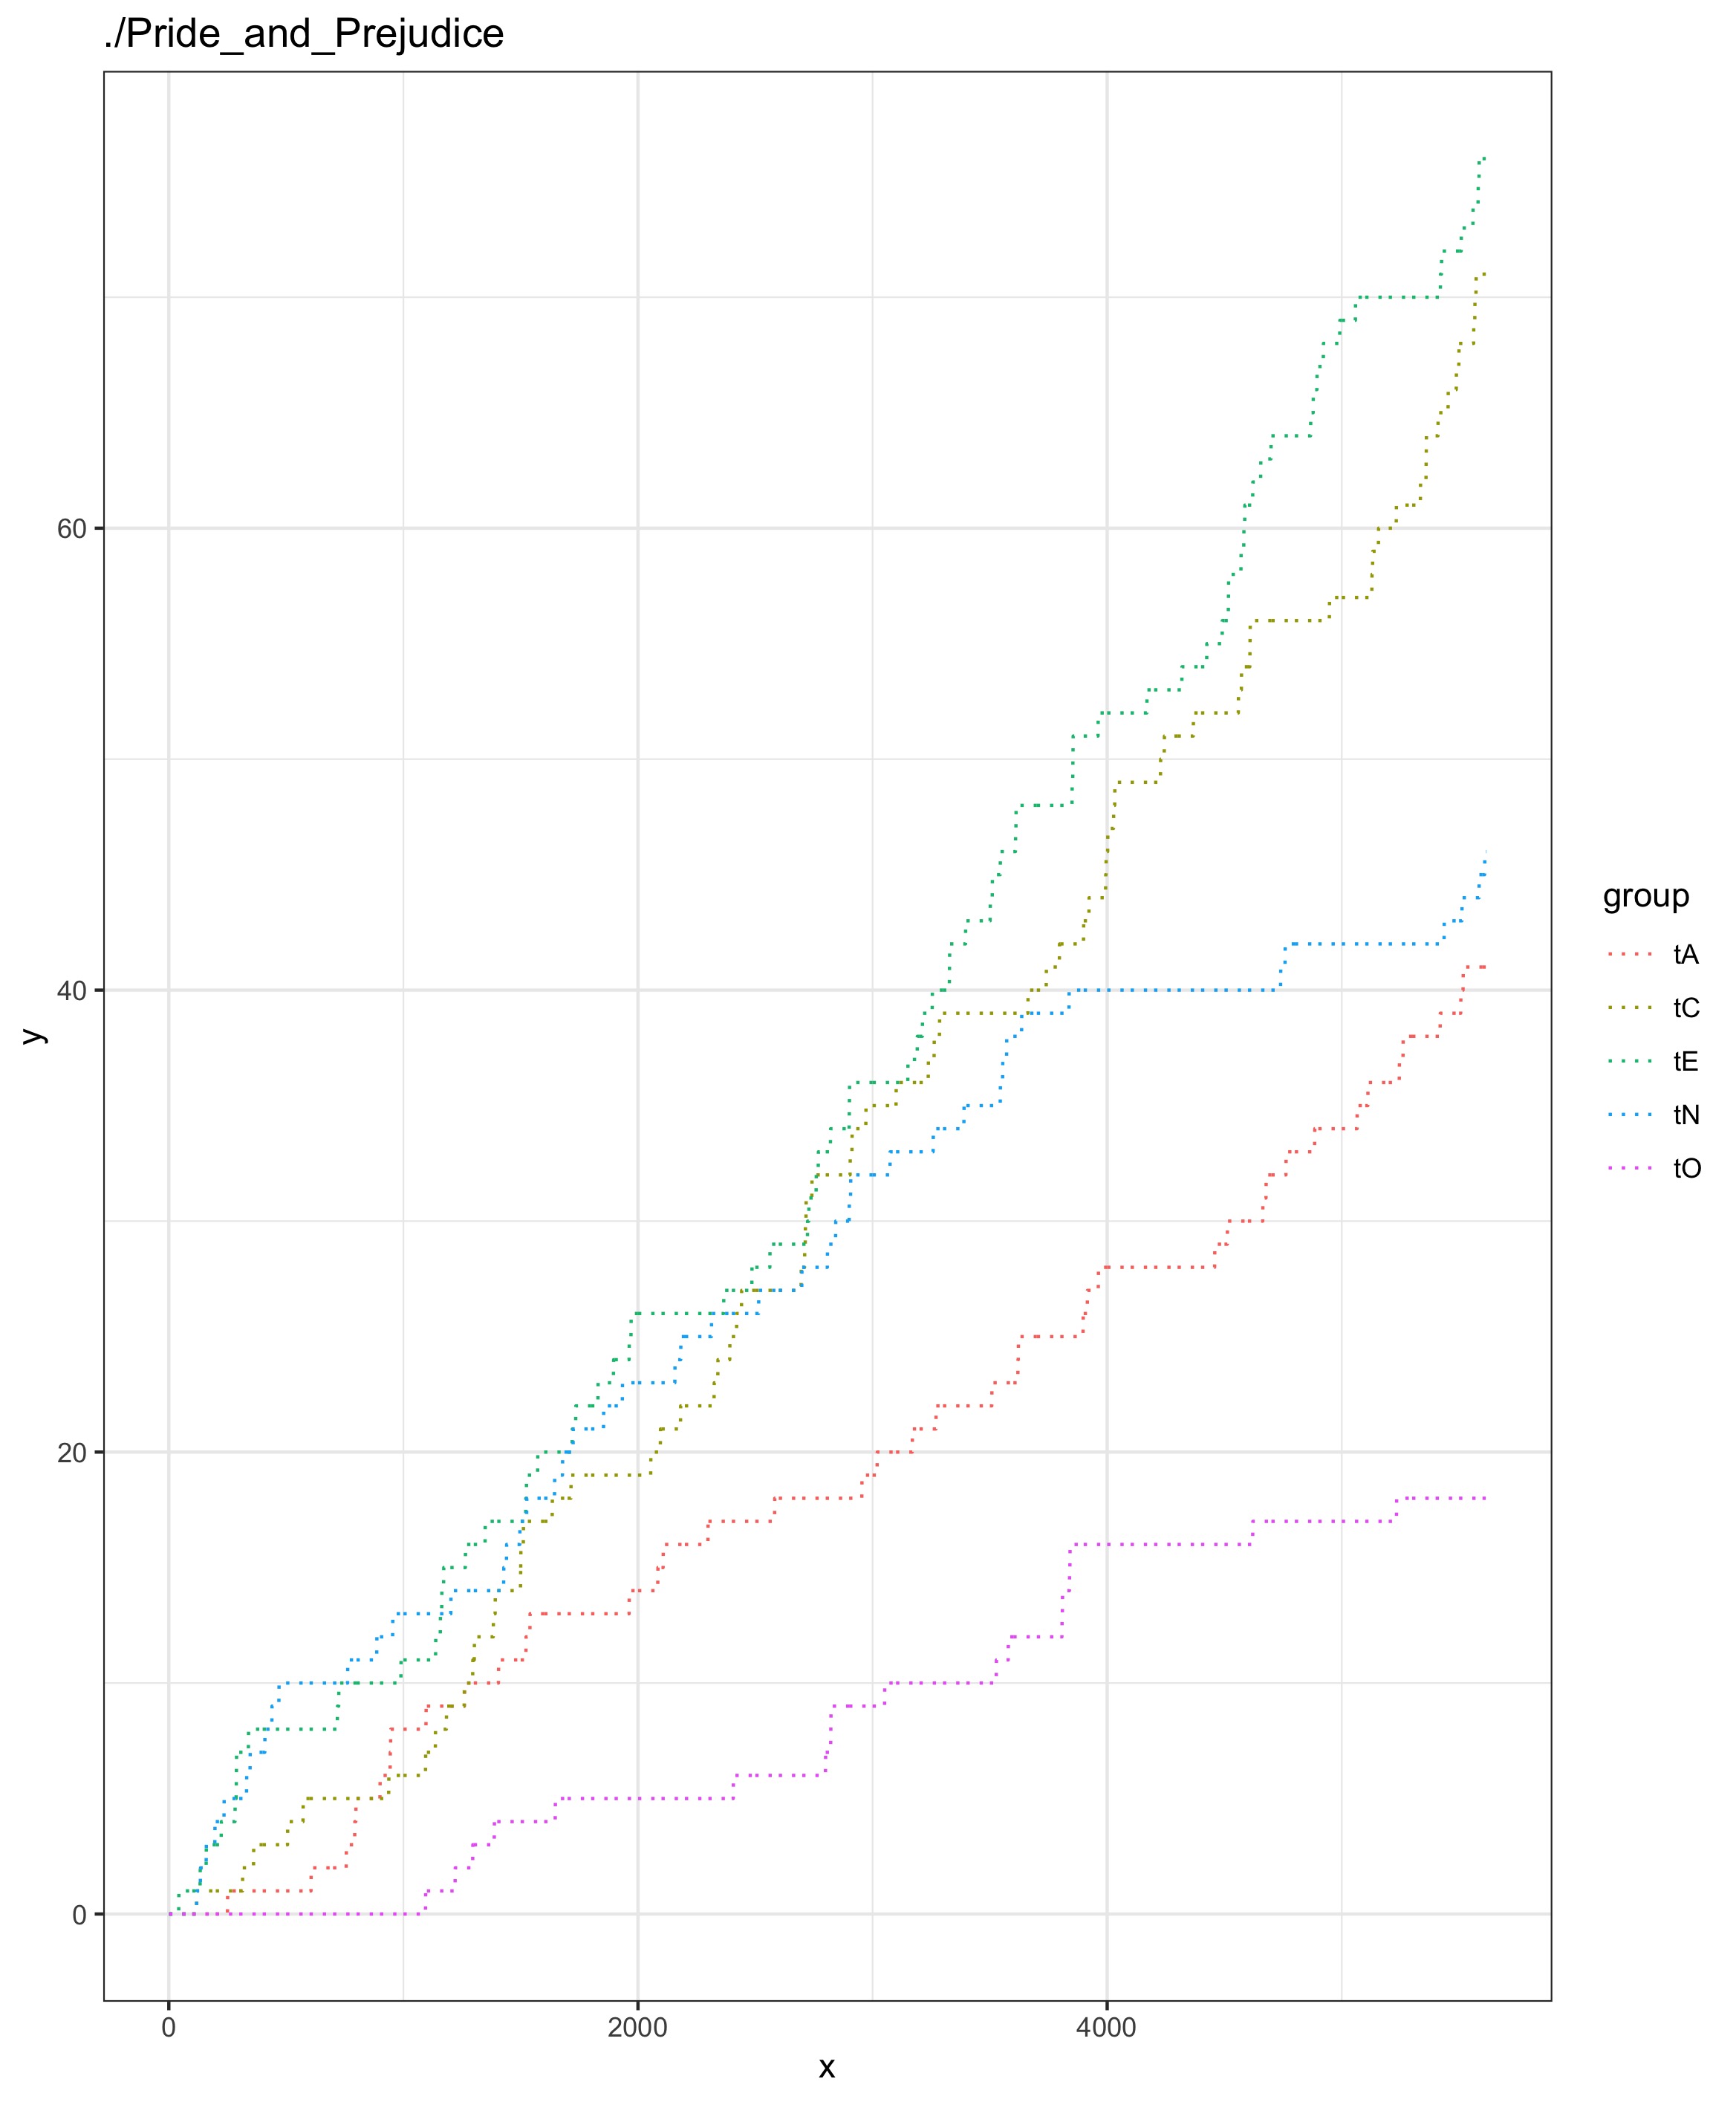 ./Pride_and_Prejudice
60
40
20
0
y
0 2000 4000
x
group
tA
tC
tE
tN
tO